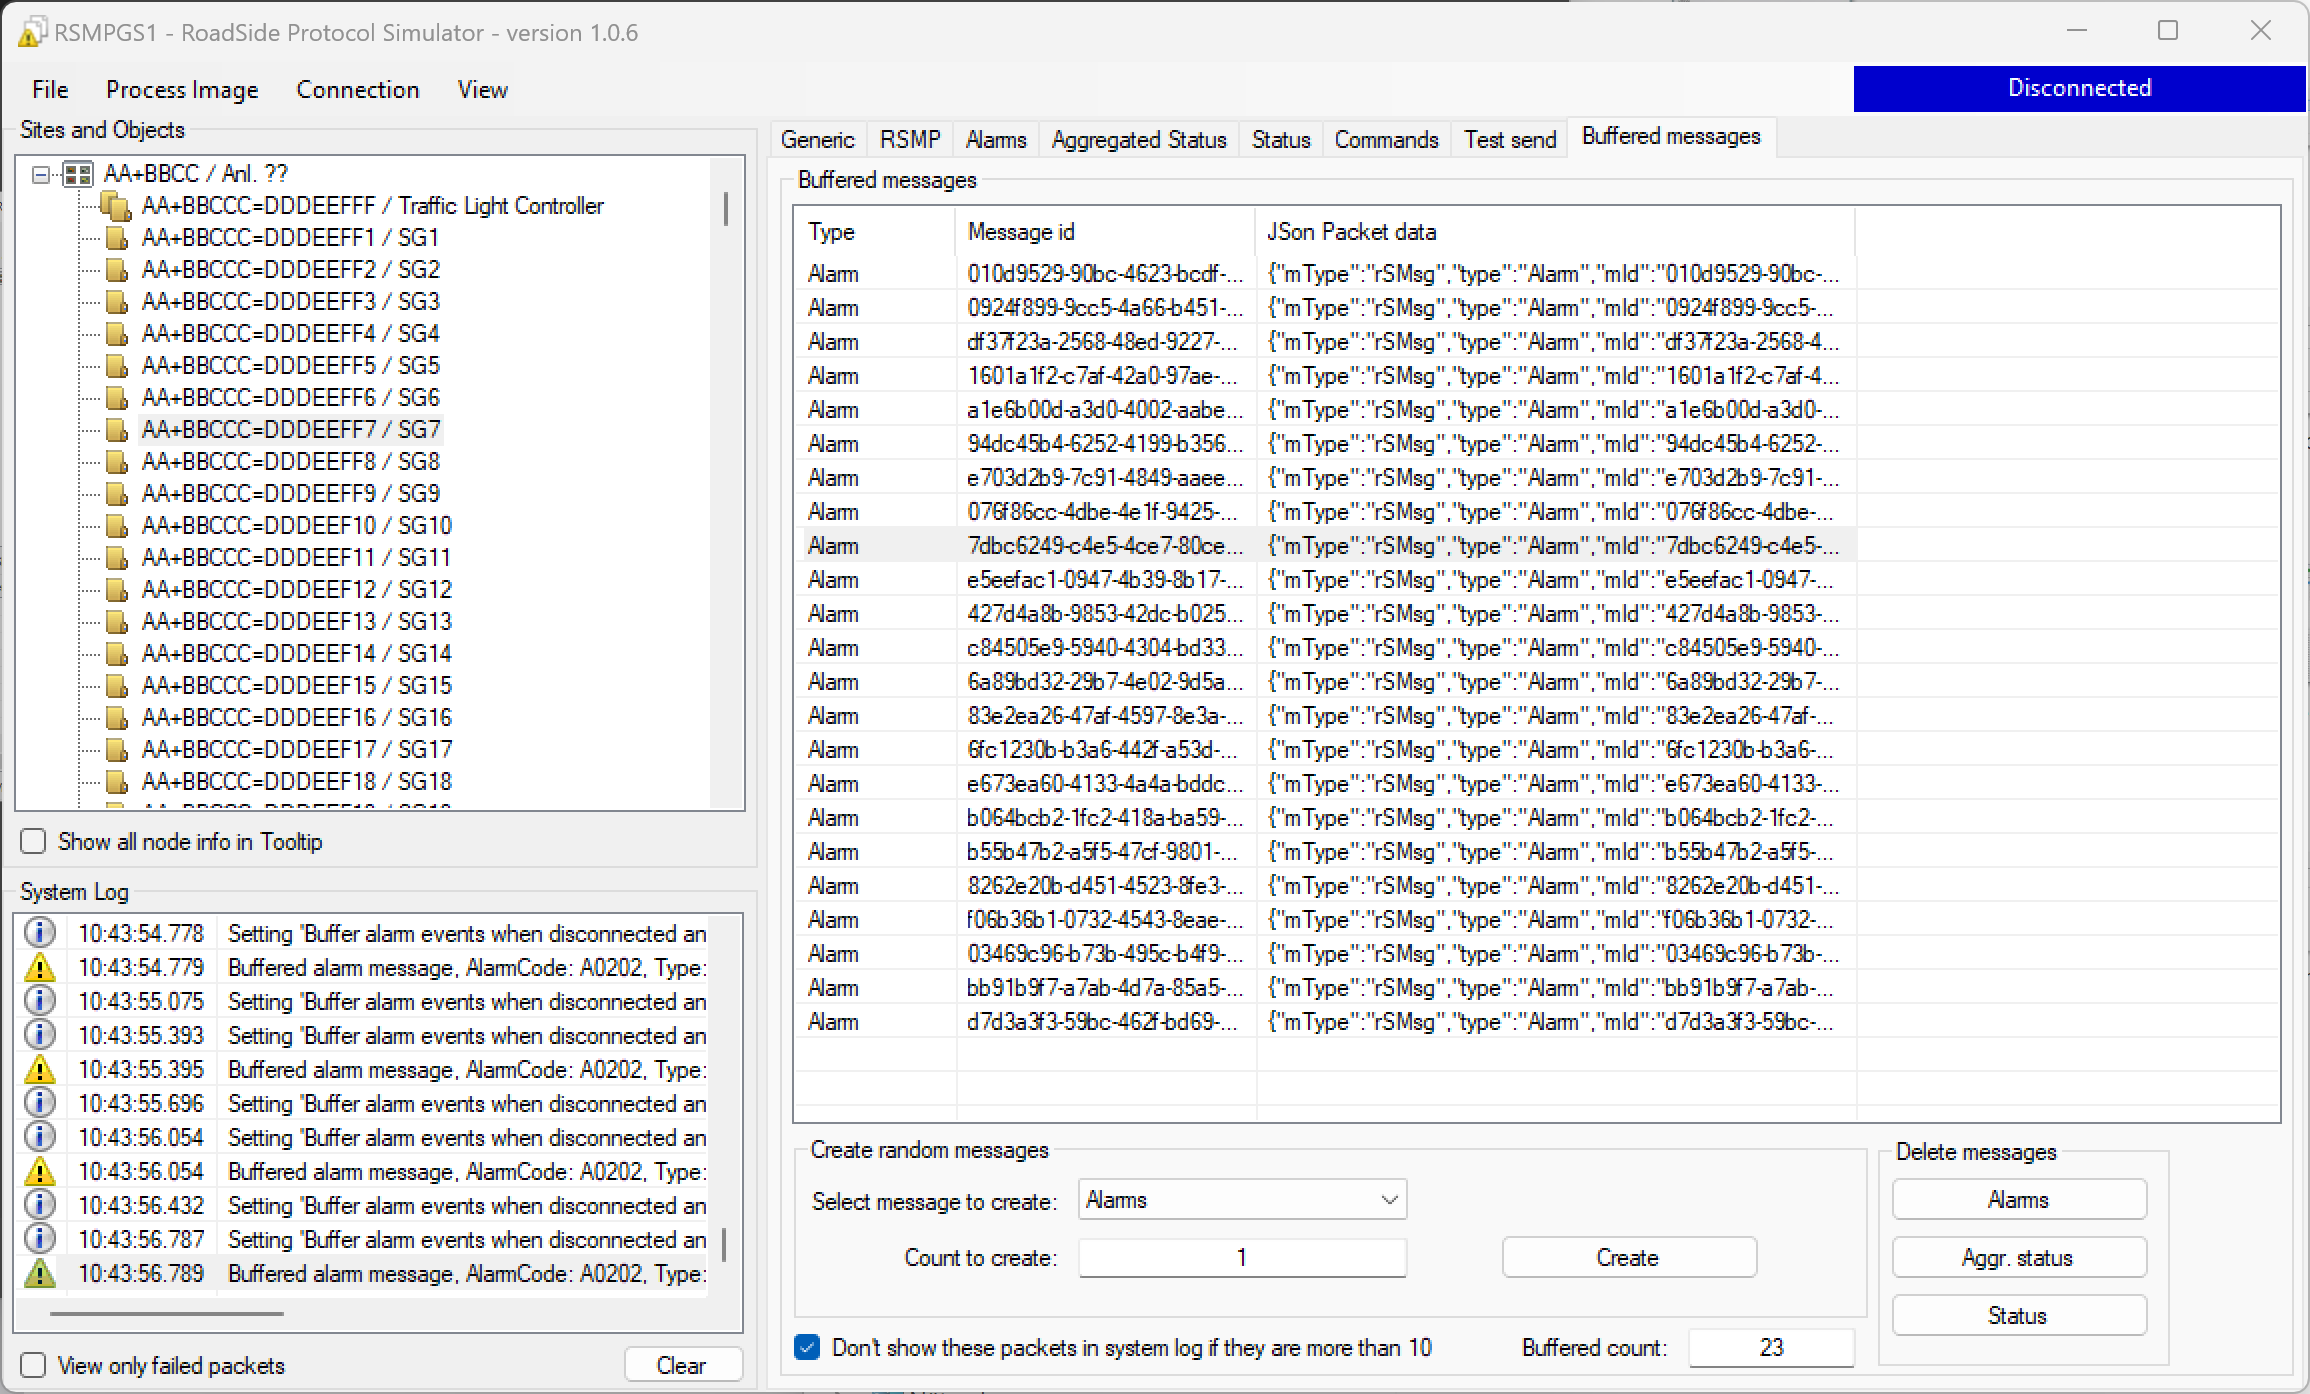 RSMPGS1 - RoadSide Protocol Simulator - version 1.0.6
File Process Image Connection View
Disconnected
Sites and Objects
AA+BBCC / Anl. ??
AA+BBCCC=DDDEEFFF / Traffic Light Controller
AA+BBCCC=DDDEEFF1 / SG1
AA+BBCCC=DDDEEFF2 / SG2
AA+BBCCC=DDDEEFF3 / SG3
AA+BBCCC=DDDEEFF4 / SG4
AA+BBCCC=DDDEEFF5 / SG5
AA+BBCCC=DDDEEFF6 / SG6
AA+BBCCC=DDDEEFF7 / SG7
AA+BBCCC=DDDEEFF8 / SG8
AA+BBCCC=DDDEEFF9 / SG9
AA+BBCCC=DDDEEF10 / SG10
AA+BBCCC=DDDEEF11 / SG11
AA+BBCCC=DDDEEF12 / SG12
AA+BBCCC=DDDEEF13 / SG13
AA+BBCCC=DDDEEF14 / SG14
AA+BBCCC=DDDEEF15 / SG15
AA+BBCCC=DDDEEF16 / SG16
AA+BBCCC=DDDEEF17 / SG17
AA+BBCCC=DDDEEF18 / SG18
Show all node info in Tooltip
System Log
10:43:54.778 Setting 'Buffer alarm events when disconnected an
10:43:54.779 Buffered alarm message, AlarmCode: A0202, Type:
10:43:55.075 Setting 'Buffer alarm events when disconnected an
10:43:55.393 Setting 'Buffer alarm events when disconnected an
10:43:55.395 Buffered alarm message, AlarmCode: A0202, Type:
10:43:55.696 Setting 'Buffer alarm events when disconnected an
10:43:56.054 Setting 'Buffer alarm events when disconnected an
10:43:56.054 Buffered alarm message, AlarmCode: A0202, Type:
10:43:56.432 Setting 'Buffer alarm events when disconnected an
10:43:56.787 Setting 'Buffer alarm events when disconnected an
10:43:56.789 Buffered alarm message, AlarmCode: A0202, Type:
View only failed packets
Clear
Generic RSMP Alarms Aggregated Status Status Commands Test send Buffered messages
Buffered messages
Type Message id JSon Packet data
Alarm 010d9529-90bc-4623-bcdf-... {"mType":"rSMsg","type":"Alarm","mId":"010d9529-90bc-...
Alarm 0924f899-9cc5-4a66-b451-... {"mType":"rSMsg","type":"Alarm","mId":"0924f899-9cc5-...
Alarm df37f23a-2568-48ed-9227-... {"mType":"rSMsg","type":"Alarm","mId":"df37f23a-2568-4...
Alarm 1601a1f2-c7af-42a0-97ae-... {"mType":"rSMsg","type":"Alarm","mId":"1601a1f2-c7af-4...
Alarm a1e6b00d-a3d0-4002-aabe... {"mType":"rSMsg","type":"Alarm","mId":"a1e6b00d-a3d0-...
Alarm 94dc45b4-6252-4199-b356... {"mType":"rSMsg","type":"Alarm","mId":"94dc45b4-6252-...
Alarm e703d2b9-7c91-4849-aaee... {"mType":"rSMsg","type":"Alarm","mId":"e703d2b9-7c91-...
Alarm 076f86cc-4dbe-4e1f-9425-... {"mType":"rSMsg","type":"Alarm","mId":"076f86cc-4dbe-...
Alarm 7dbc6249-c4e5-4ce7-80ce... {"mType":"rSMsg","type":"Alarm","mId":"7dbc6249-c4e5-...
Alarm e5eefac1-0947-4b39-8b17-... {"mType":"rSMsg","type":"Alarm","mId":"e5eefac1-0947-...
Alarm 427d4a8b-9853-42dc-b025... {"mType":"rSMsg","type":"Alarm","mId":"427d4a8b-9853-...
Alarm c84505e9-5940-4304-bd33... {"mType":"rSMsg","type":"Alarm","mId":"c84505e9-5940-...
Alarm 6a89bd32-29b7-4e02-9d5a... {"mType":"rSMsg","type":"Alarm","mId":"6a89bd32-29b7-...
Alarm 83e2ea26-47af-4597-8e3a-... {"mType":"rSMsg","type":"Alarm","mId":"83e2ea26-47af-...
Alarm 6fc1230b-b3a6-442f-a53d-... {"mType":"rSMsg","type":"Alarm","mId":"6fc1230b-b3a6-...
Alarm e673ea60-4133-4a4a-bddc... {"mType":"rSMsg","type":"Alarm","mId":"e673ea60-4133-...
Alarm b064bcb2-1fc2-418a-ba59-... {"mType":"rSMsg","type":"Alarm","mId":"b064bcb2-1fc2-...
Alarm b55b47b2-a5f5-47cf-9801-... {"mType":"rSMsg","type":"Alarm","mId":"b55b47b2-a5f5-...
Alarm 8262e20b-d451-4523-8fe3-... {"mType":"rSMsg","type":"Alarm","mId":"8262e20b-d451-...
Alarm f06b36b1-0732-4543-8eae-... {"mType":"rSMsg","type":"Alarm","mId":"f06b36b1-0732-...
Alarm 03469c96-b73b-495c-b4f9-... {"mType":"rSMsg","type":"Alarm","mId":"03469c96-b73b-...
Alarm bb91b9f7-a7ab-4d7a-85a5-... {"mType":"rSMsg","type":"Alarm","mId":"bb91b9f7-a7ab-...
Alarm d7d3a3f3-59bc-462f-bd69-... {"mType":"rSMsg","type":"Alarm","mId":"d7d3a3f3-59bc-...
Create random messages
Select message to create: Alarms
Count to create: 1
Create
Delete messages
Alarms
Aggr. status
Status
Don't show these packets in system log if they are more than 10
Buffered count: 23